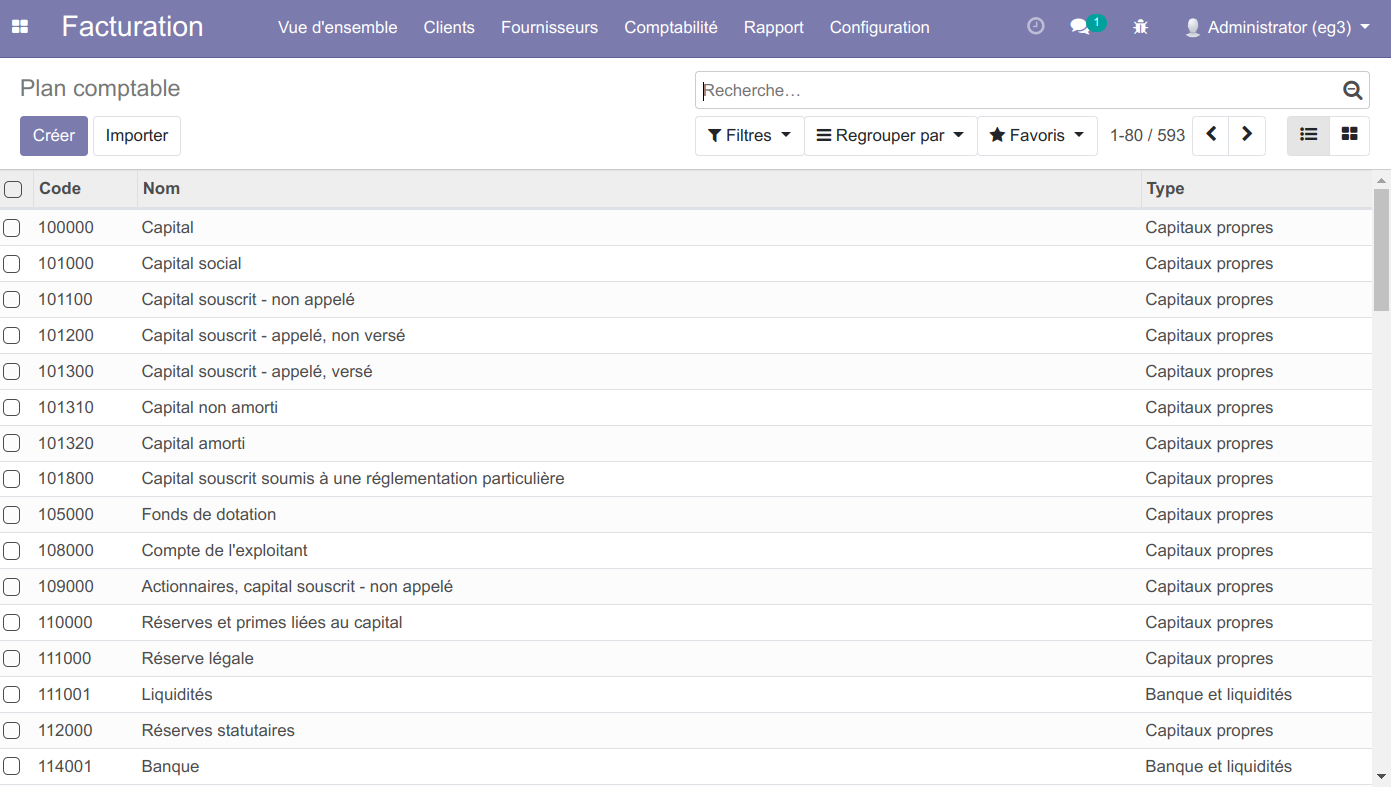 Facturation Vue d'ensemble Clients Fournisseurs Comptabilité Rapport Configuration 1 Administrator (eg3)
Plan comptable Recherche…
Créer Importer Filtres Regrouper par Favoris 1-80 / 593
Code Nom Type
100000 Capital Capitaux propres
101000 Capital social Capitaux propres
101100 Capital souscrit - non appelé Capitaux propres
101200 Capital souscrit - appelé, non versé Capitaux propres
101300 Capital souscrit - appelé, versé Capitaux propres
101310 Capital non amorti Capitaux propres
101320 Capital amorti Capitaux propres
101800 Capital souscrit soumis à une réglementation particulière Capitaux propres
105000 Fonds de dotation Capitaux propres
108000 Compte de l'exploitant Capitaux propres
109000 Actionnaires, capital souscrit - non appelé Capitaux propres
110000 Réserves et primes liées au capital Capitaux propres
111000 Réserve légale Capitaux propres
111001 Liquidités Banque et liquidités
112000 Réserves statutaires Capitaux propres
114001 Banque Banque et liquidités